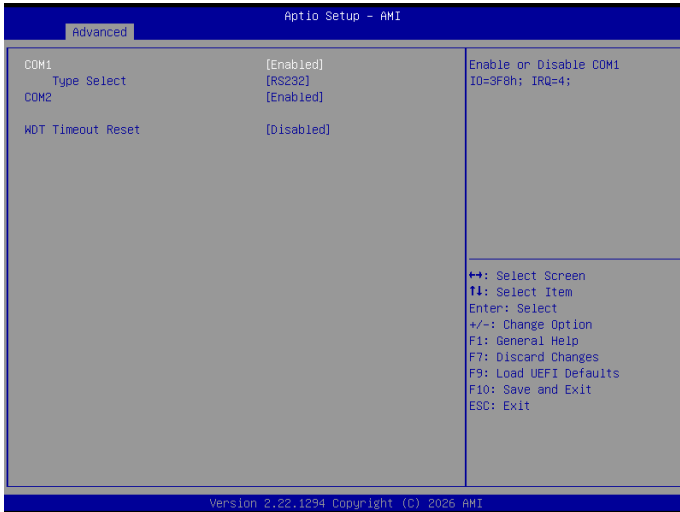 Aptio Setup – AMI
Advanced
COM1 [Enabled]
Type Select [RS232]
COM2 [Enabled]
WDT Timeout Reset [Disabled]
Enable or Disable COM1
IO=3F8h; IRQ=4;
↔: Select Screen
↑↓: Select Item
Enter: Select
+/-: Change Option
F1: General Help
F7: Discard Changes
F9: Load UEFI Defaults
F10: Save and Exit
ESC: Exit
Version 2.22.1294 Copyright (C) 2026 AMI